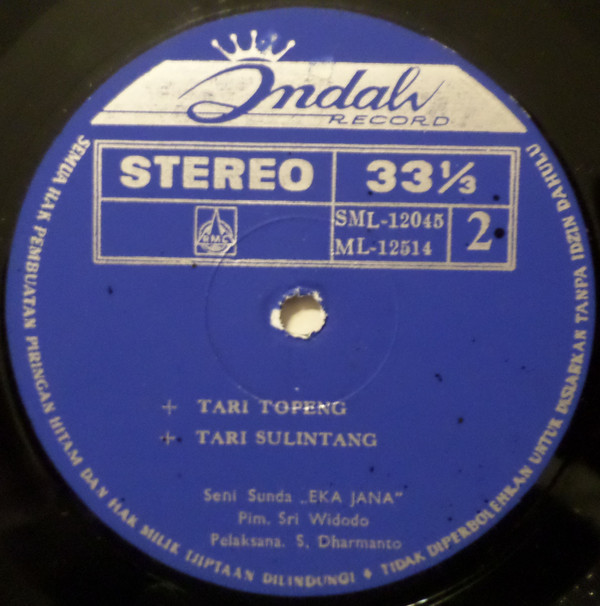 Indah
RECORD
STEREO
33⅓
RMC
SML-12045
ML-12514
2
+ TARI TOPENG
+ TARI SULINTANG
Seni Sunda „EKA JANA"
Pim. Sri Widodo
Pelaksana. S, Dharmanto
SEMUA HAK PEMBUATAN PIRINGAN HITAM DAN HAK MILIK TJIPTAAN DILINDUNGI + TIDAK DIPERBOLEHKAN UNTUK DISIARKAN TANPA IDZIN DAHULU